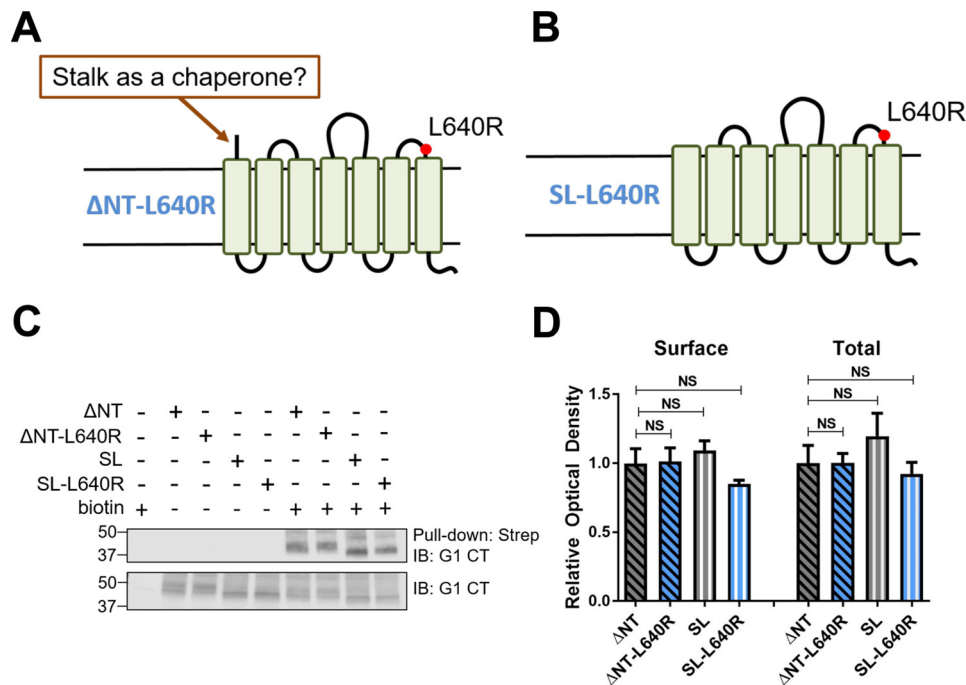 A
Stalk as a chaperone?
L640R
ΔNT-L640R
B
L640R
SL-L640R
C
ΔNT - + - - - + - - -
ΔNT-L640R - - + - - - + - -
SL - - - + - - - + -
SL-L640R - - - - + - - - +
biotin + - - - - + + + +
50
37
Pull-down: Strep
IB: G1 CT
50
37
IB: G1 CT
D
Surface Total
NS NS
NS NS
NS NS
Relative Optical Density
1.5
1.0
0.5
0.0
ΔNT ΔNT-L640R SL SL-L640R ΔNT ΔNT-L640R SL SL-L640R